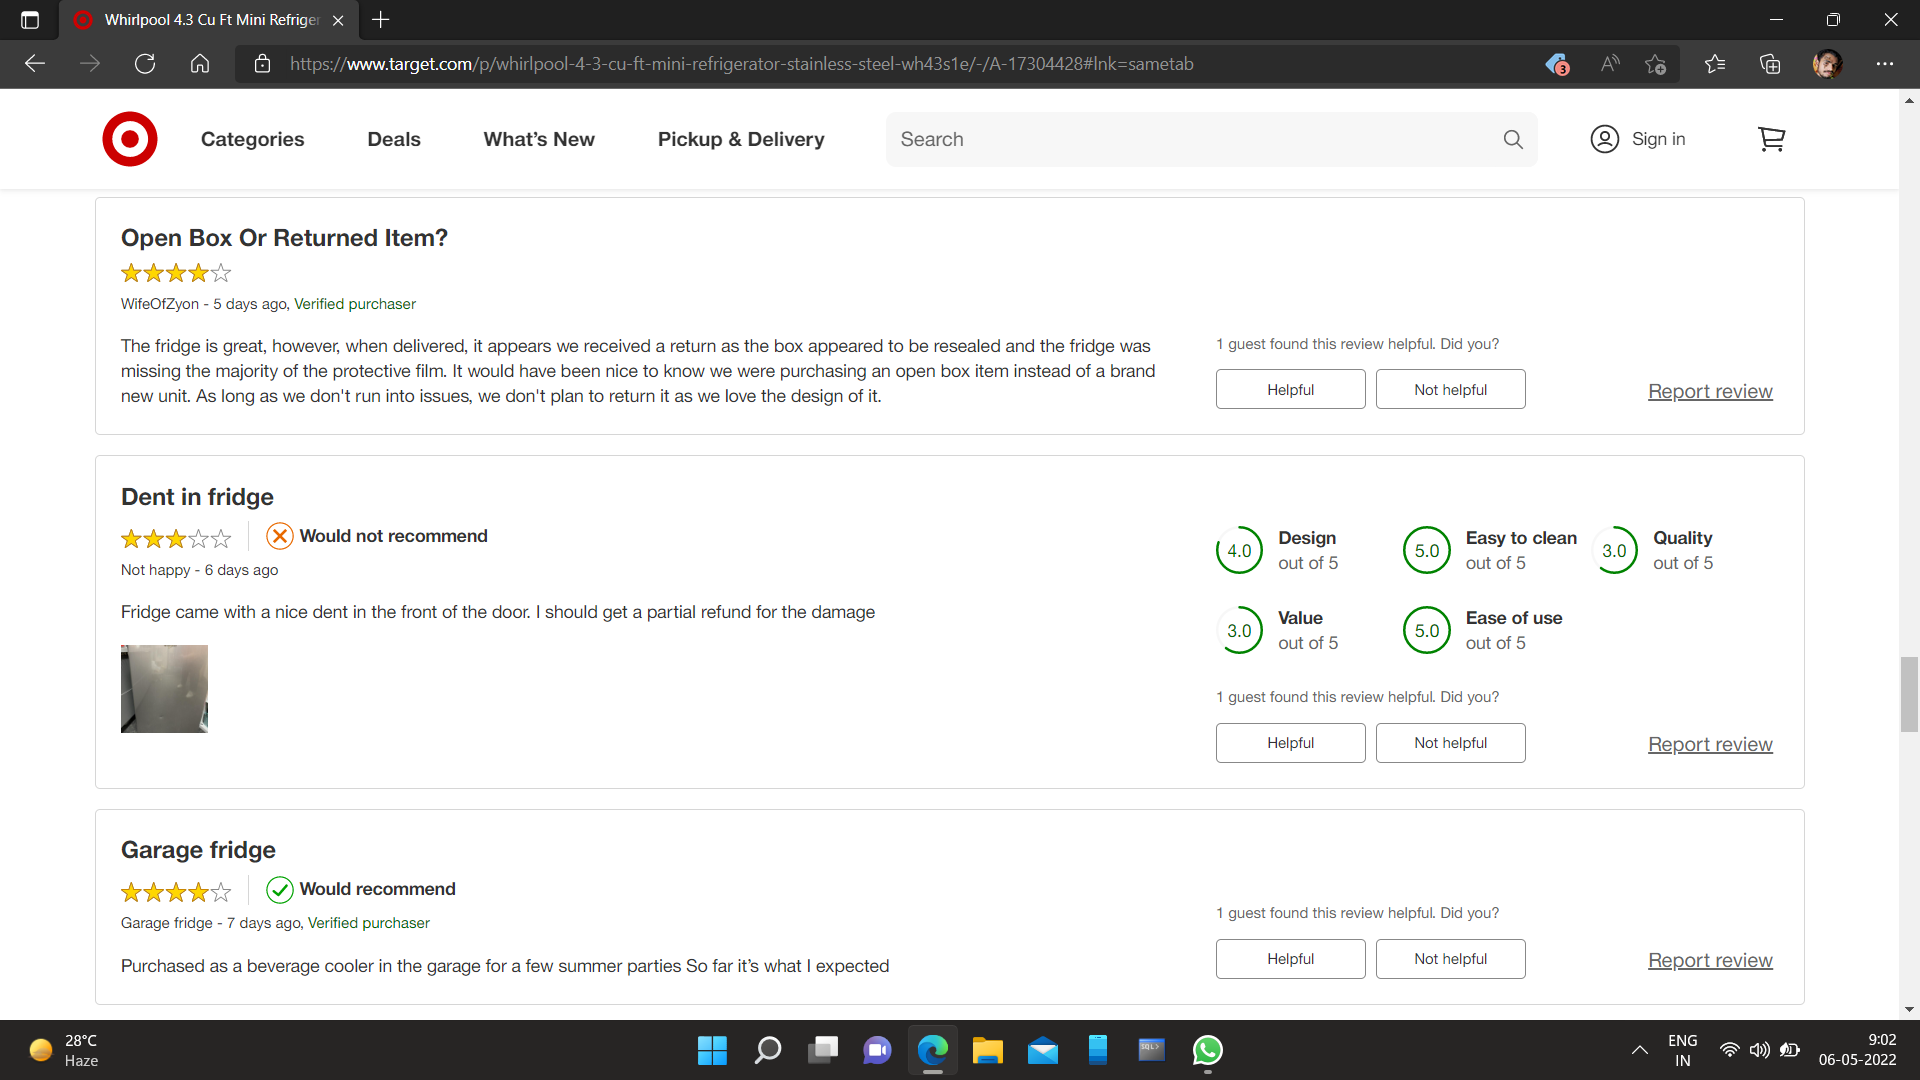 Whirlpool 4.3 Cu Ft Mini Refriger
https://www.target.com/p/whirlpool-4-3-cu-ft-mini-refrigerator-stainless-steel-wh43s1e/-/A-17304428#lnk=sametab
3
Categories
Deals
What’s New
Pickup & Delivery
Search
Sign in
Open Box Or Returned Item?
WifeOfZyon - 5 days ago, Verified purchaser
The fridge is great, however, when delivered, it appears we received a return as the box appeared to be resealed and the fridge was
missing the majority of the protective film. It would have been nice to know we were purchasing an open box item instead of a brand
new unit. As long as we don't run into issues, we don't plan to return it as we love the design of it.
1 guest found this review helpful. Did you?
Helpful
Not helpful
Report review
Dent in fridge
Would not recommend
Not happy - 6 days ago
Fridge came with a nice dent in the front of the door. I should get a partial refund for the damage
4.0
Design
out of 5
5.0
Easy to clean
out of 5
3.0
Quality
out of 5
3.0
Value
out of 5
5.0
Ease of use
out of 5
1 guest found this review helpful. Did you?
Helpful
Not helpful
Report review
Garage fridge
Would recommend
Garage fridge - 7 days ago, Verified purchaser
Purchased as a beverage cooler in the garage for a few summer parties So far it’s what I expected
1 guest found this review helpful. Did you?
Helpful
Not helpful
Report review
28°C
Haze
SQL>
ENG
IN
9:02
06-05-2022